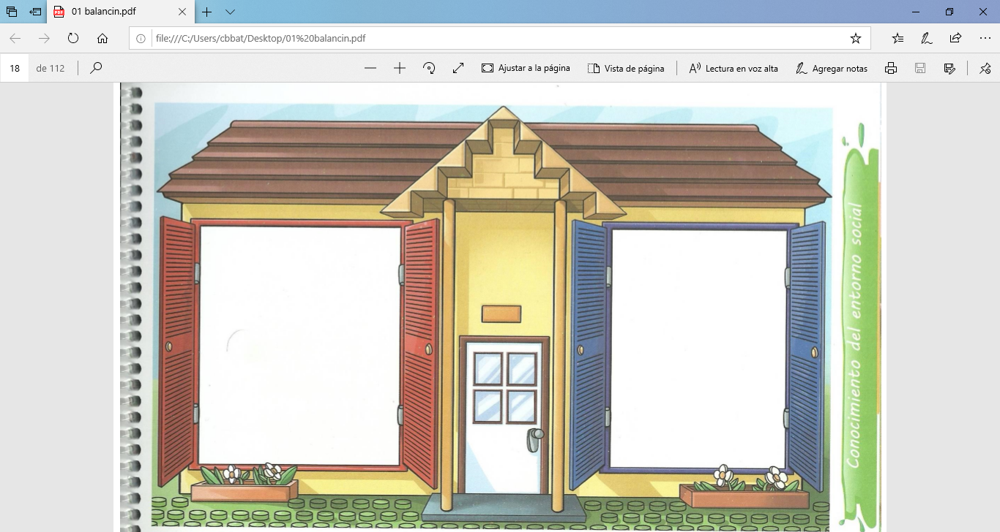 PDF 01 balancin.pdf
file:///C:/Users/cbbat/Desktop/01%20balancin.pdf
18 de 112 Ajustar a la página Vista de página Lectura en voz alta Agregar notas
Conocimiento del entorno social